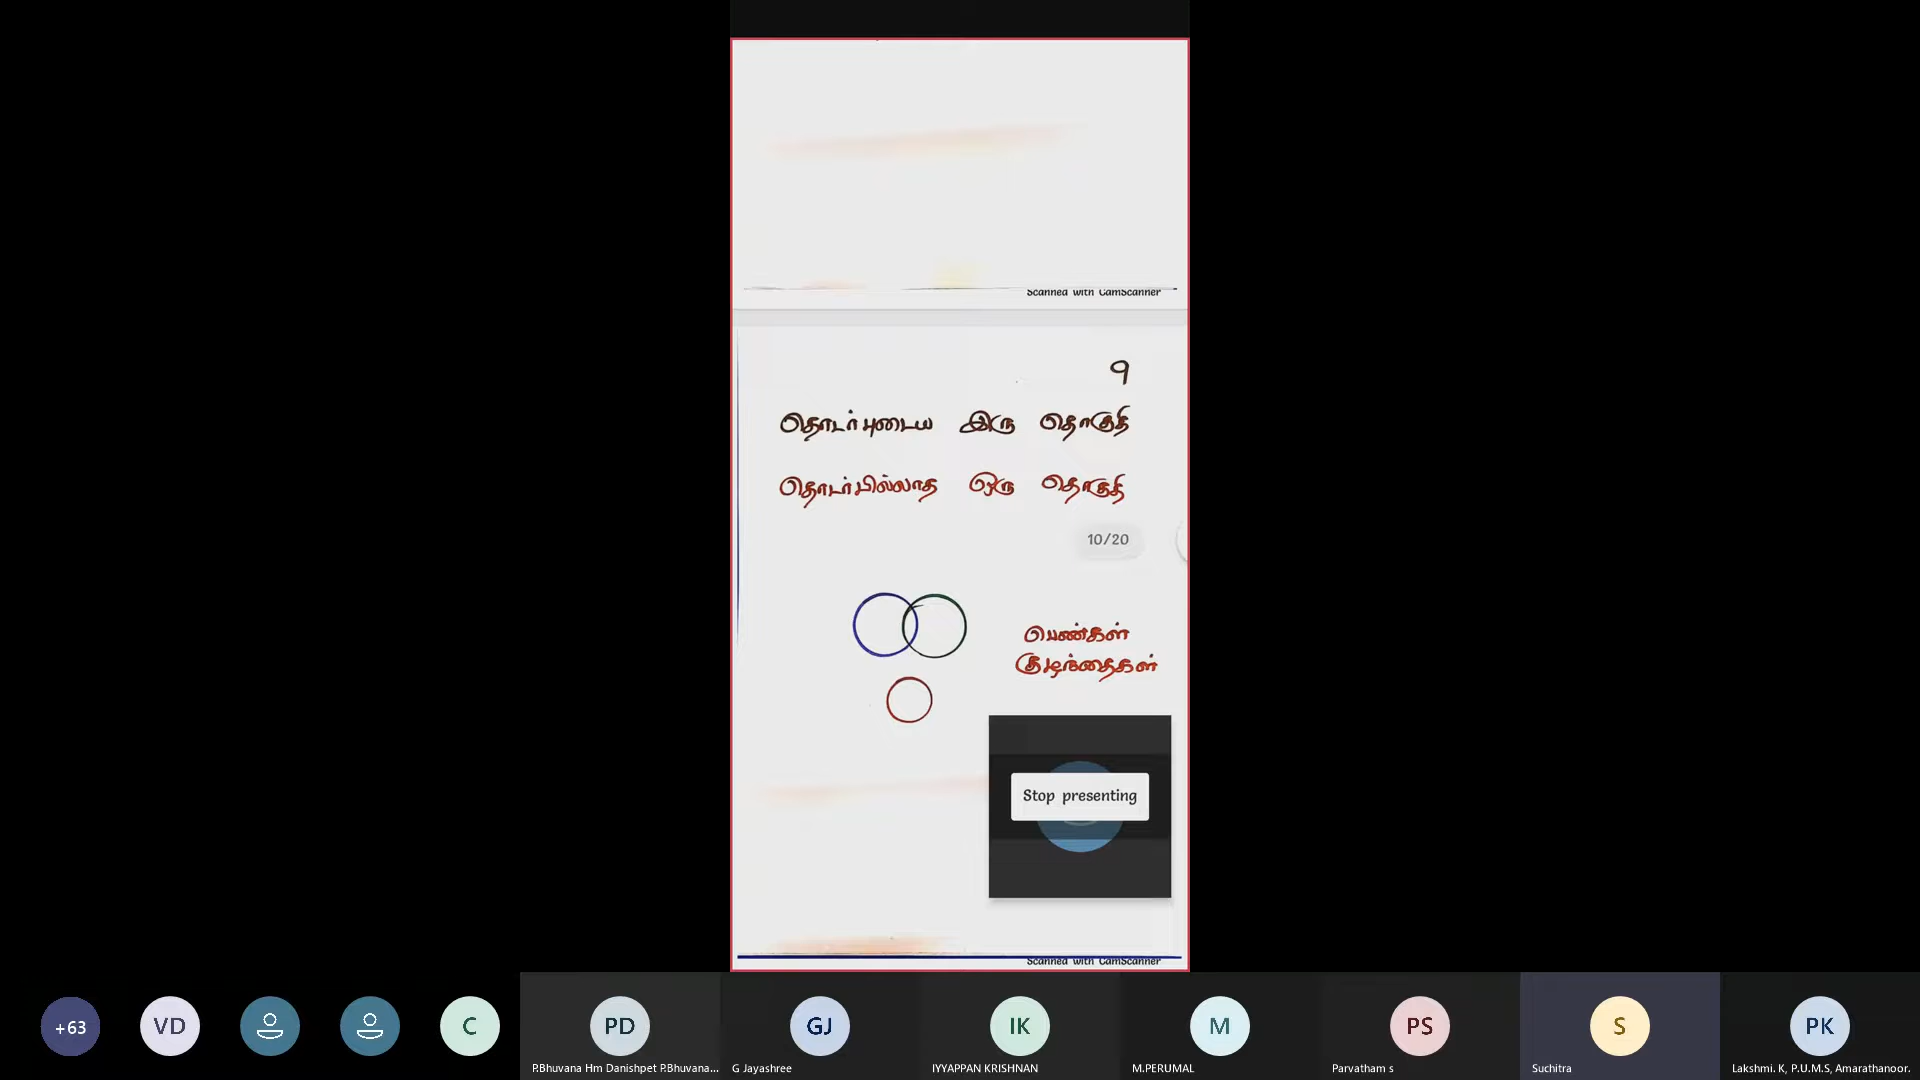 Scanned with CamScanner
9
தொடர்புடைய இரு தொகுதி
தொடர்பில்லாத ஒரு தொகுதி
10/20
பெண்கள்
குழந்தைகள்
Stop presenting
Scanned with CamScanner
+63
VD
C
PD
GJ
IK
M
PS
S
PK
P.Bhuvana Hm Danishpet P.Bhuvana...
G Jayashree
IYYAPPAN KRISHNAN
M.PERUMAL
Parvatham s
Suchitra
Lakshmi. K, P.U.M.S, Amarathanoor.